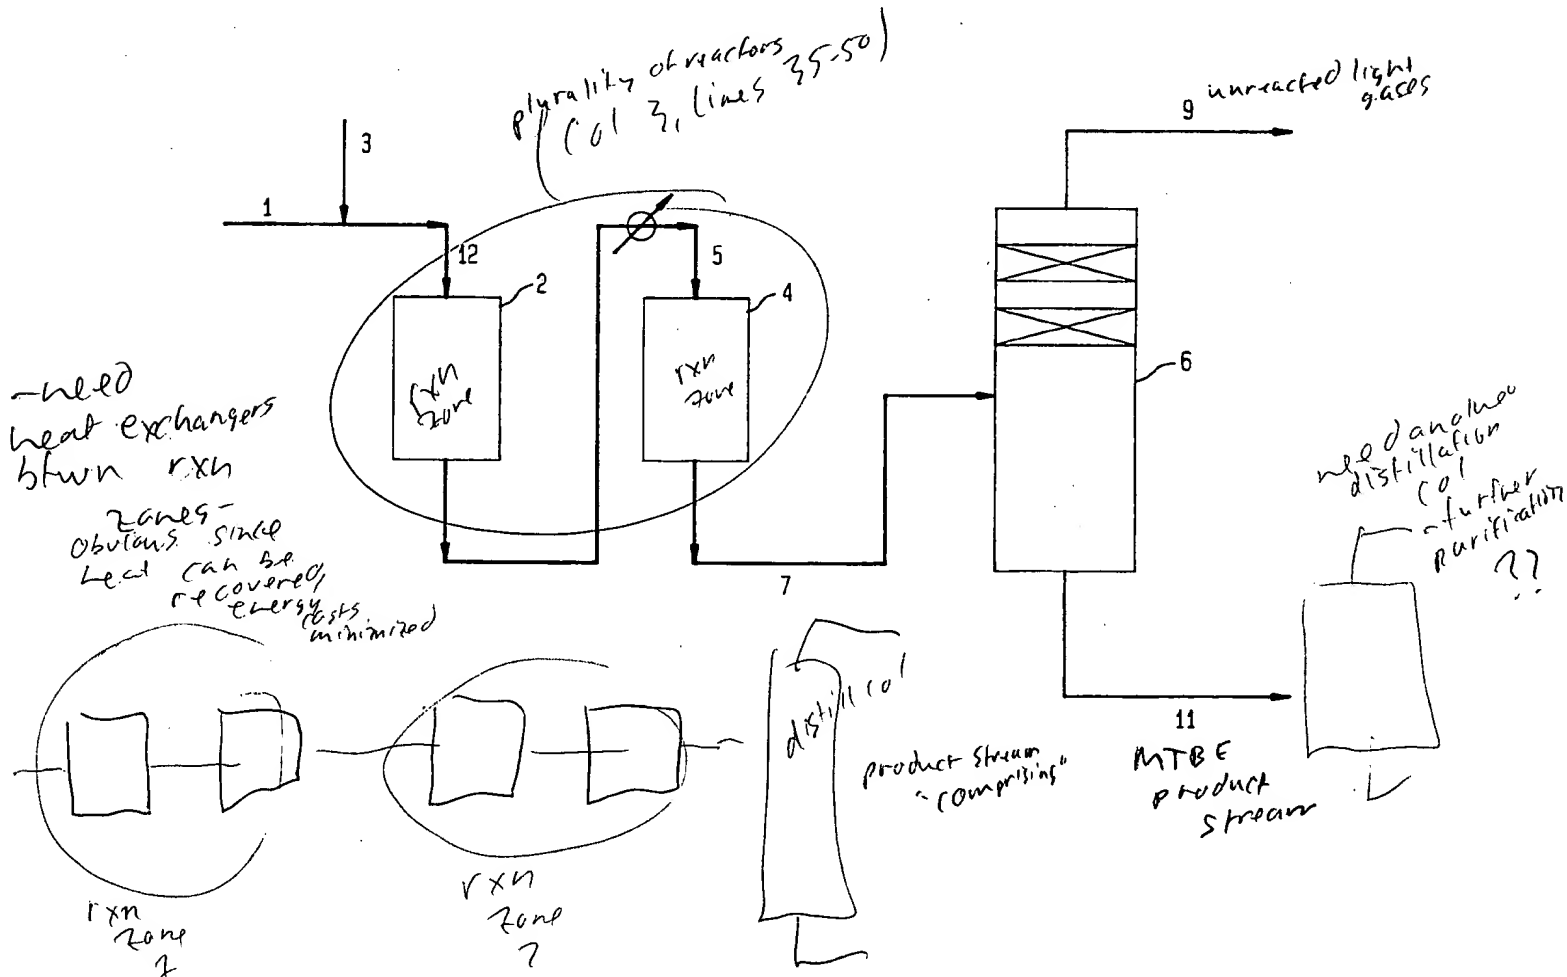 plurality of reactors
(col 3, lines 35-50)
9
unreacted light
gases
3
1
12
5
2
4
6
rxn
zone
rxn
zone
-need
heat exchangers
btwn rxn
zones-
obvious since
heat can be
recovered,
energy
costs
minimized
7
need another
distillation
col
-further
purification
??
11
MTBE
product
stream
distill col
product stream
"comprising"
rxn
zone
rxn
zone
?